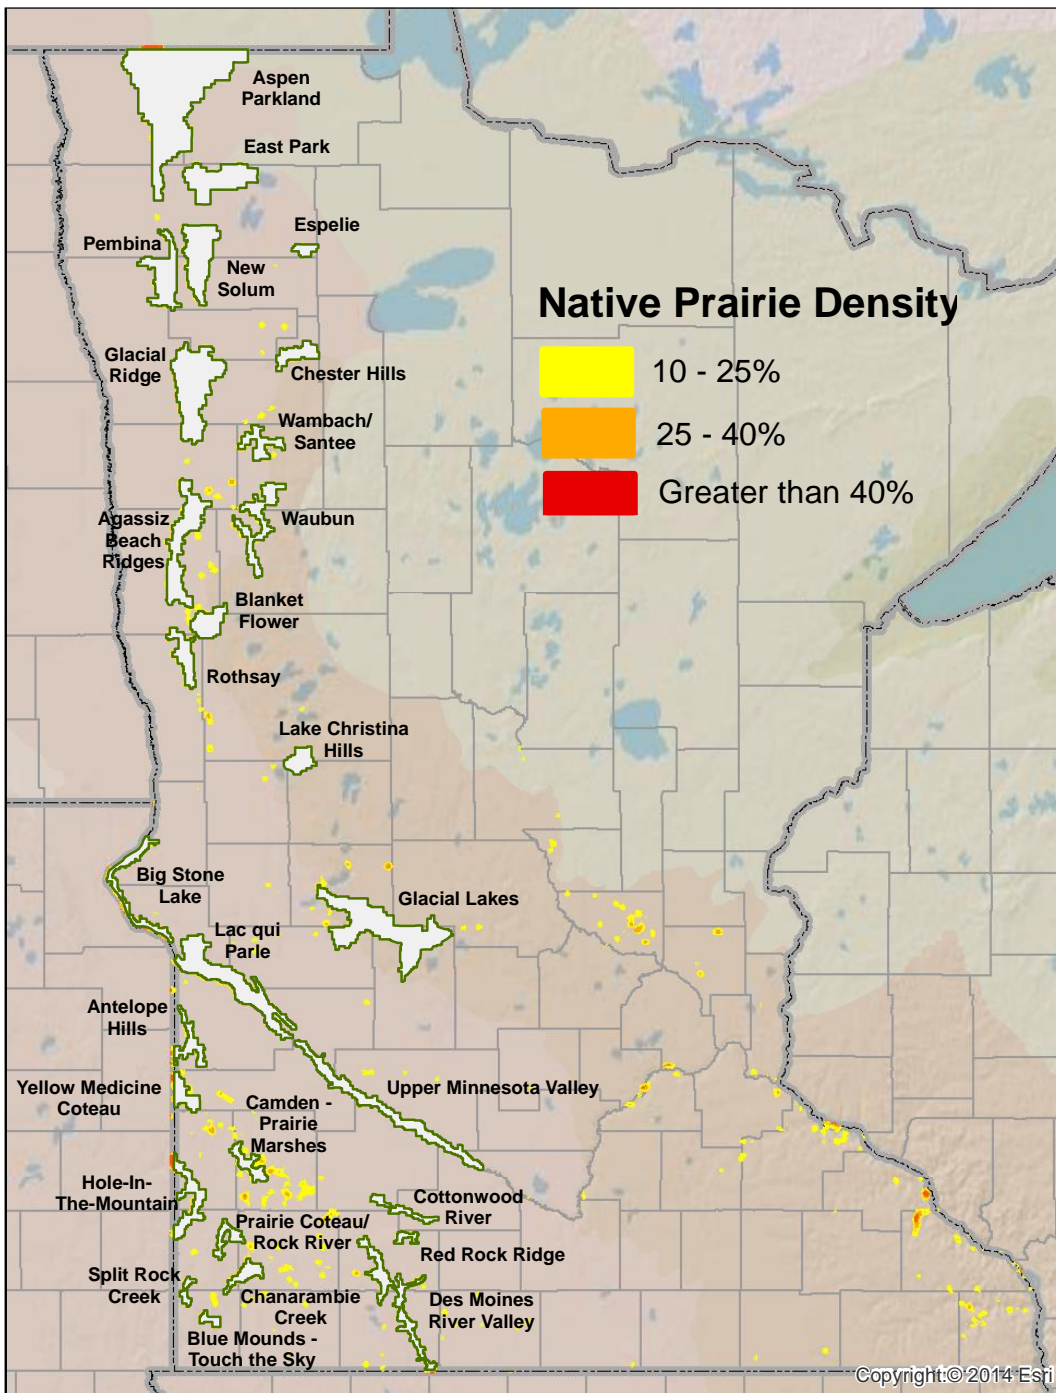 Aspen
Parkland
East Park
Espelie
Pembina
New
Solum
Native Prairie Density
10 - 25%
25 - 40%
Greater than 40%
Glacial
Ridge
Chester Hills
Wambach/
Santee
Agassiz
Beach
Ridges
Waubun
Blanket
Flower
Rothsay
Lake Christina
Hills
Big Stone
Lake
Glacial Lakes
Lac qui
Parle
Antelope
Hills
Yellow Medicine
Coteau
Upper Minnesota Valley
Camden -
Prairie
Marshes
Hole-In-
The-Mountain
Cottonwood
River
Prairie Coteau/
Rock River
Red Rock Ridge
Split Rock
Creek
Chanarambie
Creek
Des Moines
River Valley
Blue Mounds -
Touch the Sky
Copyright:© 2014 Esri